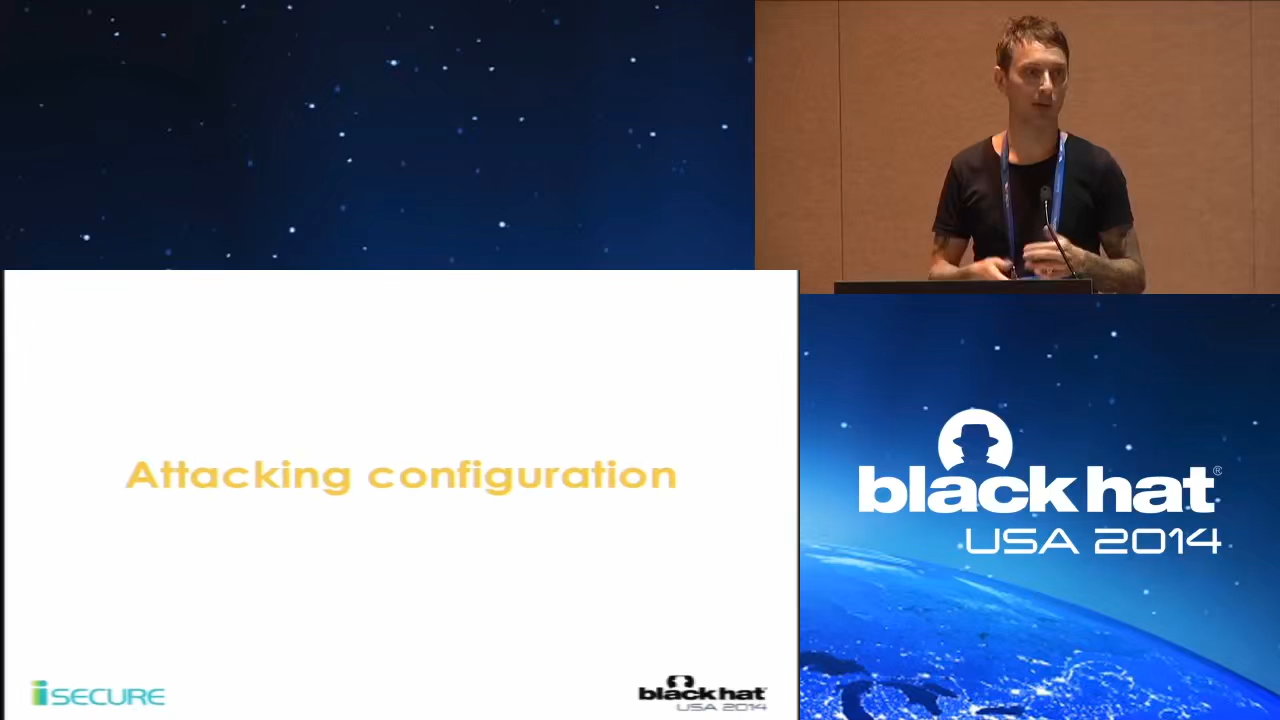 Attacking configuration
iSECURE
black hat
USA 2014
black hat®
USA 2014